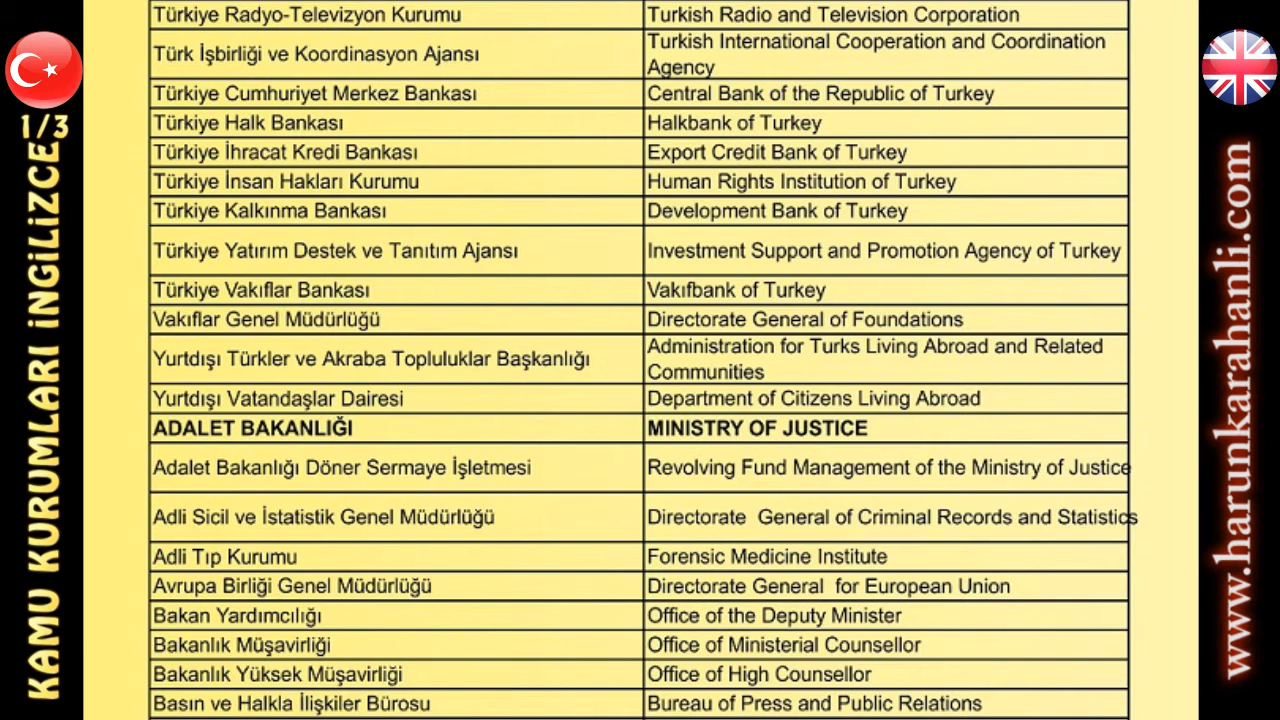 KAMU KURUMLARI İNGİLİZCE 1/3
Türkiye Radyo-Televizyon Kurumu Turkish Radio and Television Corporation
Türk İşbirliği ve Koordinasyon Ajansı Turkish International Cooperation and Coordination
Agency
Türkiye Cumhuriyet Merkez Bankası Central Bank of the Republic of Turkey
Türkiye Halk Bankası Halkbank of Turkey
Türkiye İhracat Kredi Bankası Export Credit Bank of Turkey
Türkiye İnsan Hakları Kurumu Human Rights Institution of Turkey
Türkiye Kalkınma Bankası Development Bank of Turkey
Türkiye Yatırım Destek ve Tanıtım Ajansı Investment Support and Promotion Agency of Turkey
Türkiye Vakıflar Bankası Vakıfbank of Turkey
Vakıflar Genel Müdürlüğü Directorate General of Foundations
Yurtdışı Türkler ve Akraba Topluluklar Başkanlığı Administration for Turks Living Abroad and Related
Communities
Yurtdışı Vatandaşlar Dairesi Department of Citizens Living Abroad
ADALET BAKANLIĞI MINISTRY OF JUSTICE
Adalet Bakanlığı Döner Sermaye İşletmesi Revolving Fund Management of the Ministry of Justice
Adli Sicil ve İstatistik Genel Müdürlüğü Directorate  General of Criminal Records and Statistics
Adli Tıp Kurumu Forensic Medicine Institute
Avrupa Birliği Genel Müdürlüğü Directorate General  for European Union
Bakan Yardımcılığı Office of the Deputy Minister
Bakanlık Müşavirliği Office of Ministerial Counsellor
Bakanlık Yüksek Müşavirliği Office of High Counsellor
Basın ve Halkla İlişkiler Bürosu Bureau of Press and Public Relations
www.harunkarahanli.com